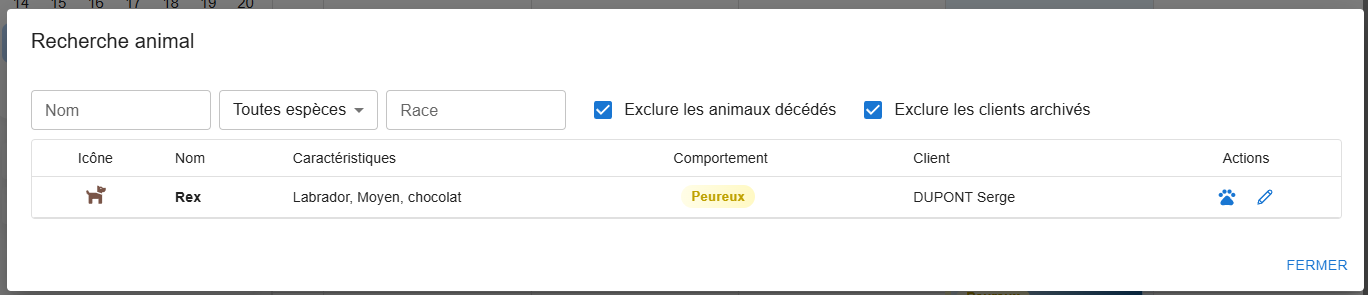 14 15 16 17 18 19 20
Recherche animal
Nom Toutes espèces Race Exclure les animaux décédés Exclure les clients archivés
Icône Nom Caractéristiques Comportement Client Actions
Rex Labrador, Moyen, chocolat Peureux DUPONT Serge
FERMER